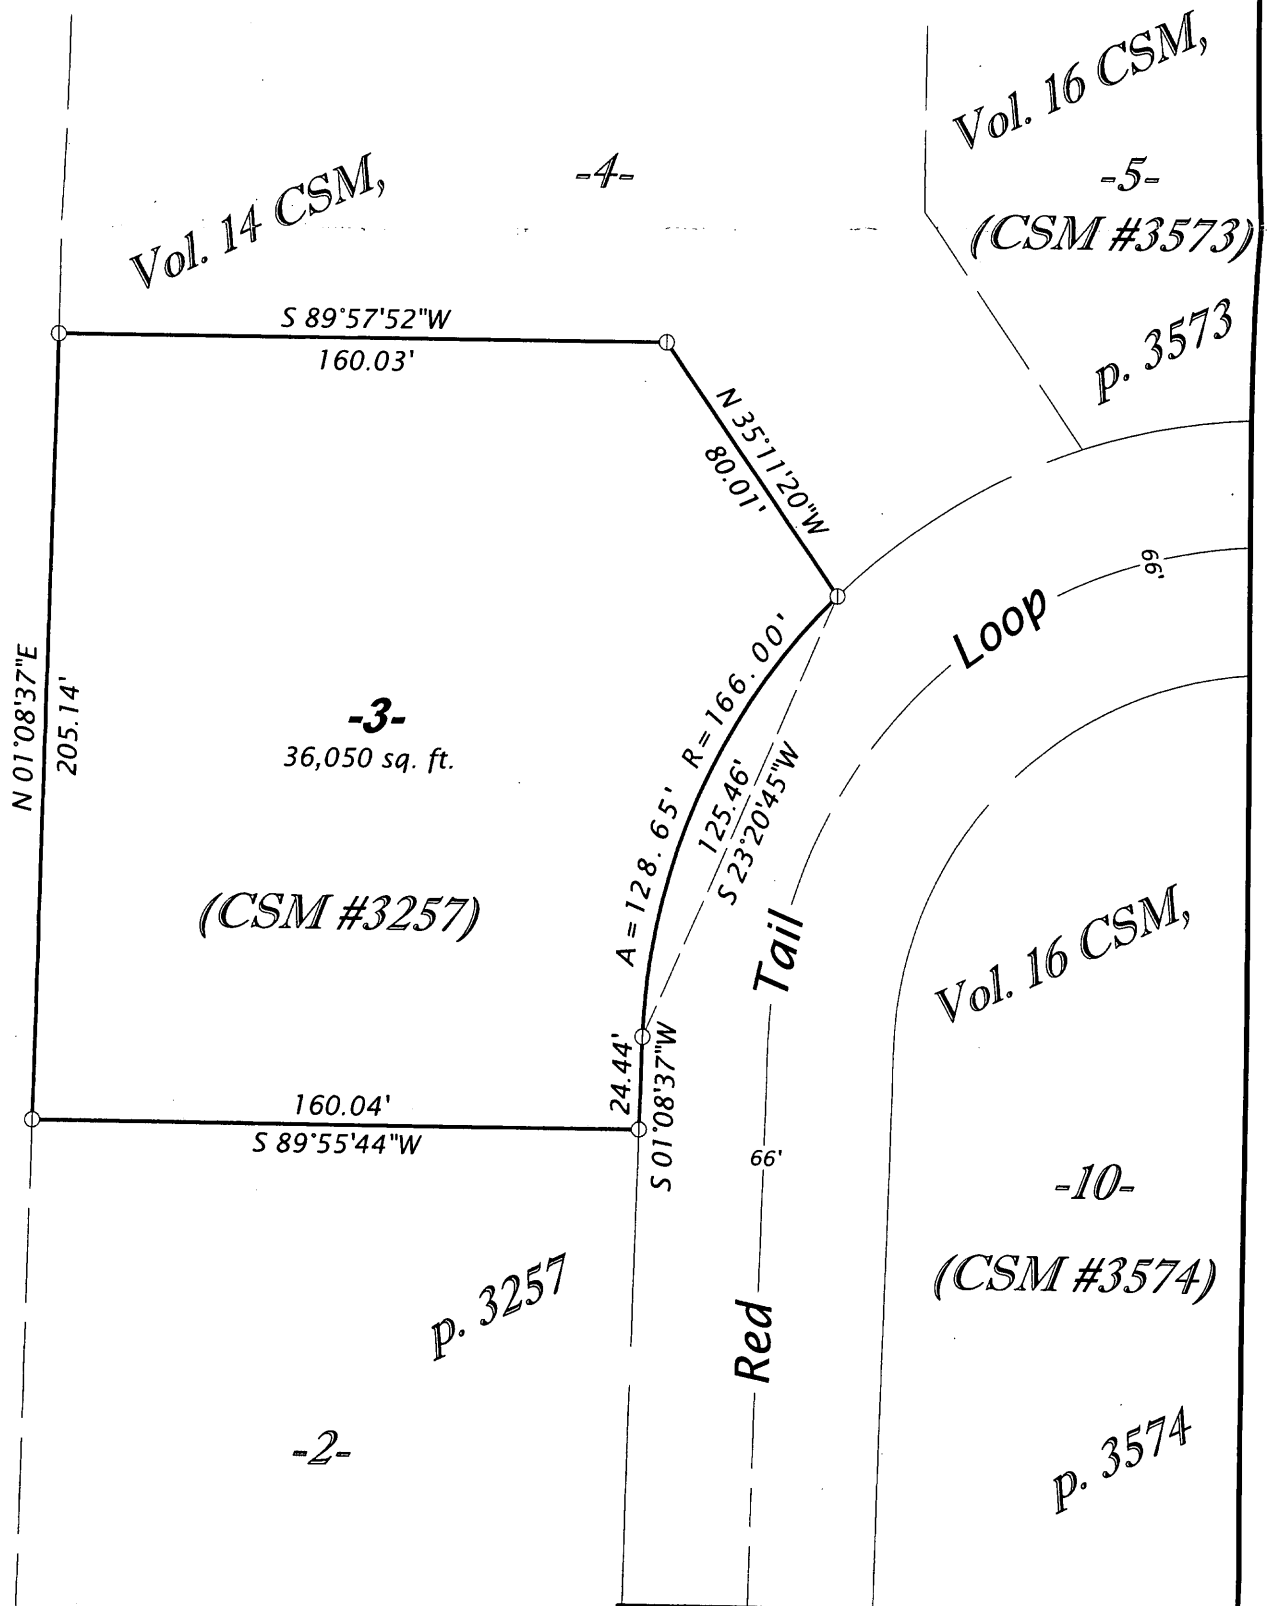 Vol. 16 CSM,
-4-
-5-
Vol. 14 CSM,
(CSM #3573)
S 89°57'52"W
160.03'
p. 3573
N 35°11'20"W
80.01'
66'
Loop
N 01°08'37"E
205.14'
-3-
36,050 sq. ft.
R = 166.00'
A = 128.65'
125.46'
S 23°20'45"W
(CSM #3257)
Tail
Vol. 16 CSM,
24.44'
S 01°08'37"W
160.04'
S 89°55'44"W
66'
-10-
(CSM #3574)
p. 3257
Red
-2-
p. 3574